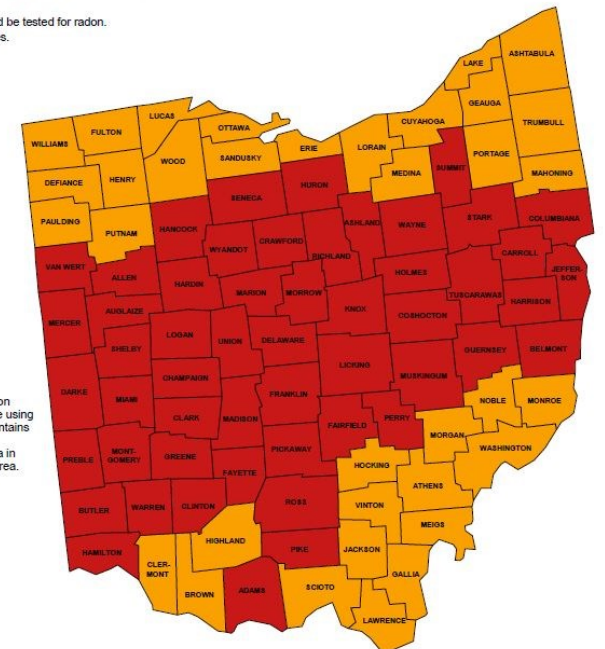 d be tested for radon.
s.
ASHTABULA
LAKE
GEAUGA
LUCAS
CUYAHOGA
TRUMBULL
FULTON
OTTAWA
WILLIAMS
ERIE
LORAIN
PORTAGE
WOOD
SANDUSKY
SUMMIT
MEDINA
MAHONING
HENRY
DEFIANCE
HURON
SENECA
PAULDING
STARK
COLUMBIANA
ASHLAND
WAYNE
HANCOCK
PUTNAM
CRAWFORD
WYANDOT
RICHLAND
CARROLL
VAN WERT
JEFFER-
SON
HOLMES
ALLEN
HARDIN
MARION
MORROW
TUSCARAWAS
HARRISON
KNOX
AUGLAIZE
COSHOCTON
MERCER
LOGAN
UNION
DELAWARE
SHELBY
GUERNSEY
BELMONT
LICKING
MUSKINGUM
CHAMPAIGN
DARKE
FRANKLIN
MIAMI
NOBLE
MONROE
on
e using
ntains
a in
rea.
CLARK
MADISON
PERRY
FAIRFIELD
MORGAN
WASHINGTON
PREBLE
MONT-
GOMERY
GREENE
PICKAWAY
HOCKING
FAYETTE
ATHENS
BUTLER
WARREN
CLINTON
ROSS
VINTON
MEIGS
HIGHLAND
HAMILTON
PIKE
JACKSON
CLER-
MONT
GALLIA
BROWN
ADAMS
SCIOTO
LAWRENCE